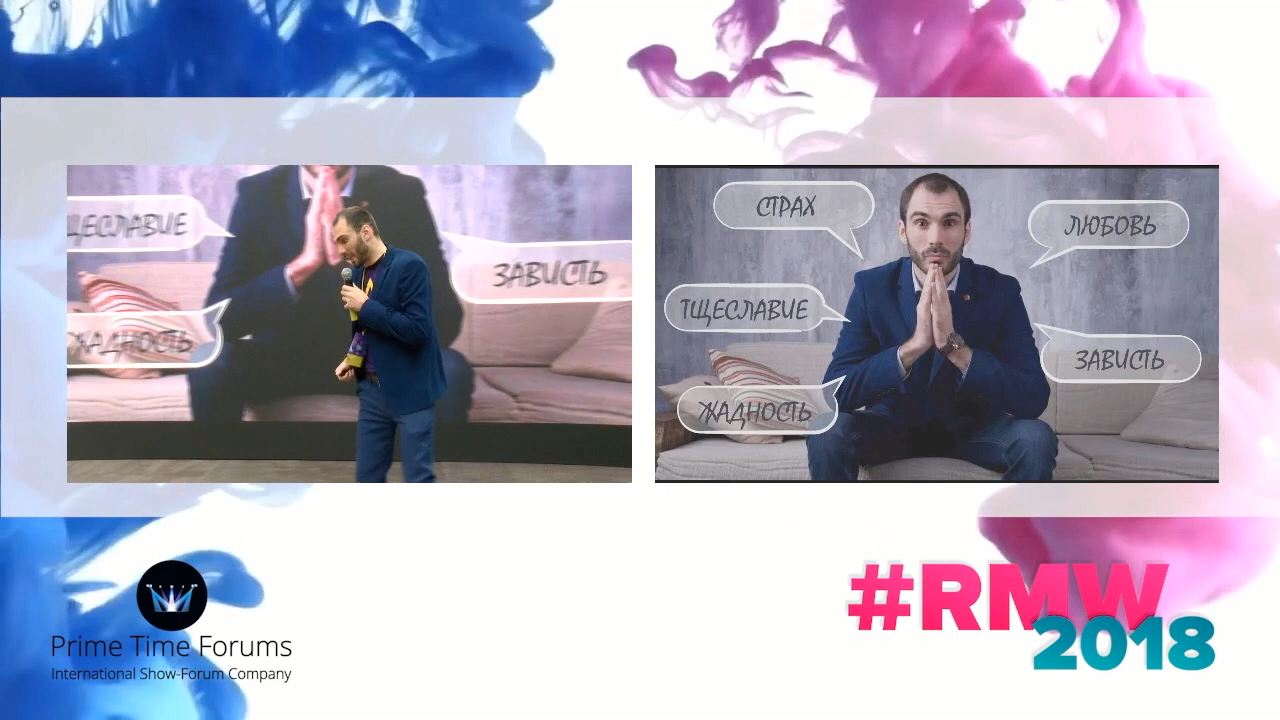 ЩЕСЛАВИЕ
ЗАВИСТЬ
ЖАДНОСТЬ
СТРАХ
ЛЮБОВЬ
ТЩЕСЛАВИЕ
ЗАВИСТЬ
ЖАДНОСТЬ
Prime Time Forums
International Show-Forum Company
#RMW
2018